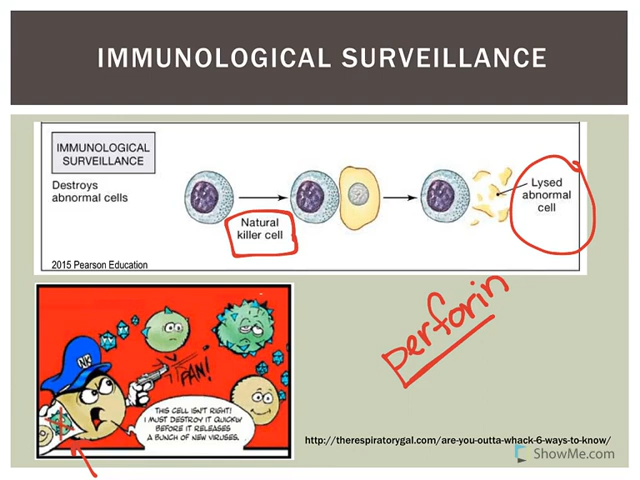 IMMUNOLOGICAL SURVEILLANCE
IMMUNOLOGICAL
SURVEILLANCE
Destroys
abnormal cells
Natural
killer cell
Lysed
abnormal
cell
2015 Pearson Education
perforin
NK
PAN!
THIS CELL ISN'T RIGHT!
I MUST DESTROY IT QUICKLY
BEFORE IT RELEASES
A BUNCH OF NEW VIRUSES.
http://therespiratorygal.com/are-you-outta-whack-6-ways-to-know/
ShowMe.com